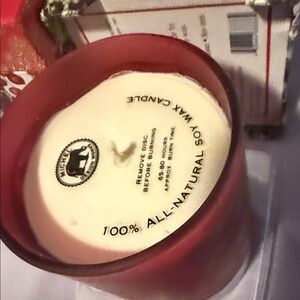 100% ALL-NATURAL SOY WAX CANDLE
REMOVE DISC
BEFORE BURNING
65-80 HOURS
APPROX BURN TIME